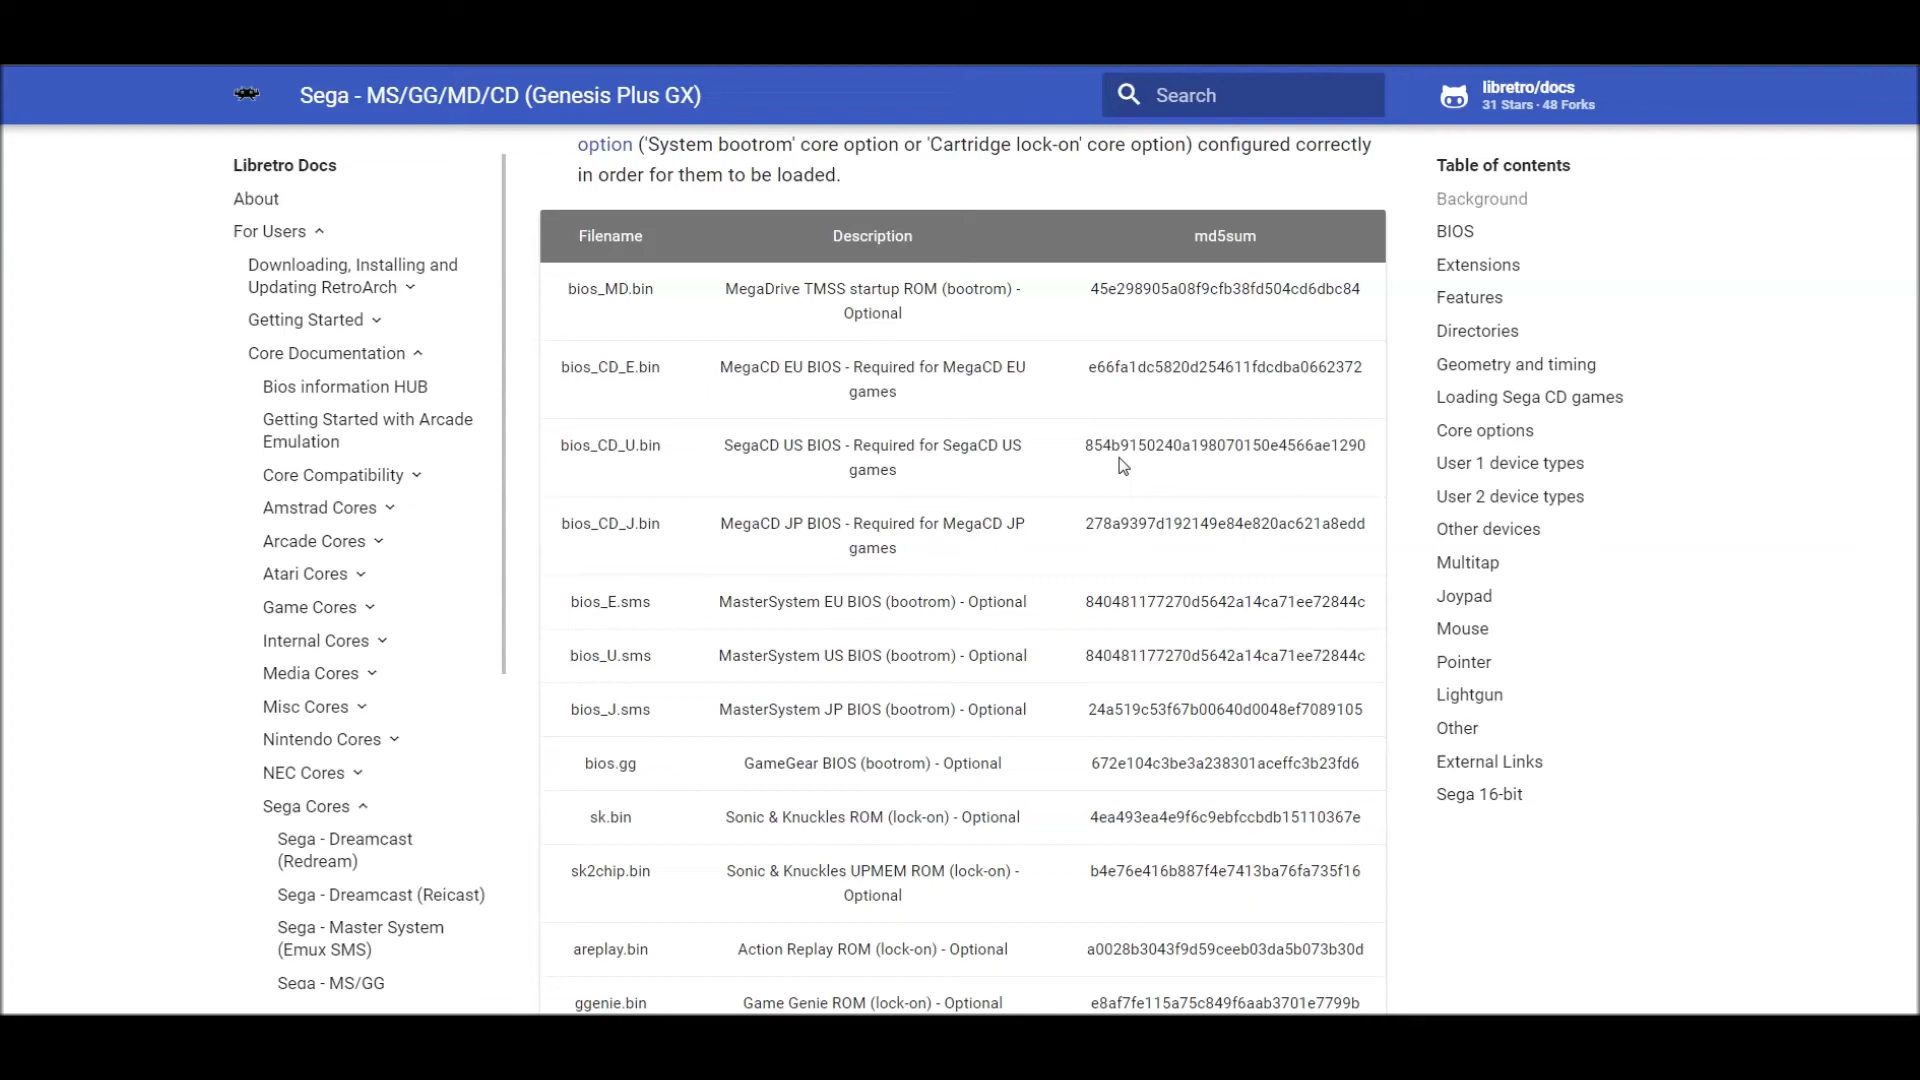 Sega - MS/GG/MD/CD (Genesis Plus GX)
Search
libretro/docs
31 Stars · 48 Forks
Libretro Docs
About
For Users
Downloading, Installing and
Updating RetroArch
Getting Started
Core Documentation
Bios information HUB
Getting Started with Arcade
Emulation
Core Compatibility
Amstrad Cores
Arcade Cores
Atari Cores
Game Cores
Internal Cores
Media Cores
Misc Cores
Nintendo Cores
NEC Cores
Sega Cores
Sega - Dreamcast
(Redream)
Sega - Dreamcast (Reicast)
Sega - Master System
(Emux SMS)
Sega - MS/GG
option ('System bootrom' core option or 'Cartridge lock-on' core option) configured correctly
in order for them to be loaded.
Filename Description md5sum
bios_MD.bin MegaDrive TMSS startup ROM (bootrom) - 45e298905a08f9cfb38fd504cd6dbc84
Optional
bios_CD_E.bin MegaCD EU BIOS - Required for MegaCD EU e66fa1dc5820d254611fdcdba0662372
games
bios_CD_U.bin SegaCD US BIOS - Required for SegaCD US 854b9150240a198070150e4566ae1290
games
bios_CD_J.bin MegaCD JP BIOS - Required for MegaCD JP 278a9397d192149e84e820ac621a8edd
games
bios_E.sms MasterSystem EU BIOS (bootrom) - Optional 840481177270d5642a14ca71ee72844c
bios_U.sms MasterSystem US BIOS (bootrom) - Optional 840481177270d5642a14ca71ee72844c
bios_J.sms MasterSystem JP BIOS (bootrom) - Optional 24a519c53f67b00640d0048ef7089105
bios.gg GameGear BIOS (bootrom) - Optional 672e104c3be3a238301aceffc3b23fd6
sk.bin Sonic & Knuckles ROM (lock-on) - Optional 4ea493ea4e9f6c9ebfccbdb15110367e
sk2chip.bin Sonic & Knuckles UPMEM ROM (lock-on) - b4e76e416b887f4e7413ba76fa735f16
Optional
areplay.bin Action Replay ROM (lock-on) - Optional a0028b3043f9d59ceeb03da5b073b30d
ggenie.bin Game Genie ROM (lock-on) - Optional e8af7fe115a75c849f6aab3701e7799b
Table of contents
Background
BIOS
Extensions
Features
Directories
Geometry and timing
Loading Sega CD games
Core options
User 1 device types
User 2 device types
Other devices
Multitap
Joypad
Mouse
Pointer
Lightgun
Other
External Links
Sega 16-bit